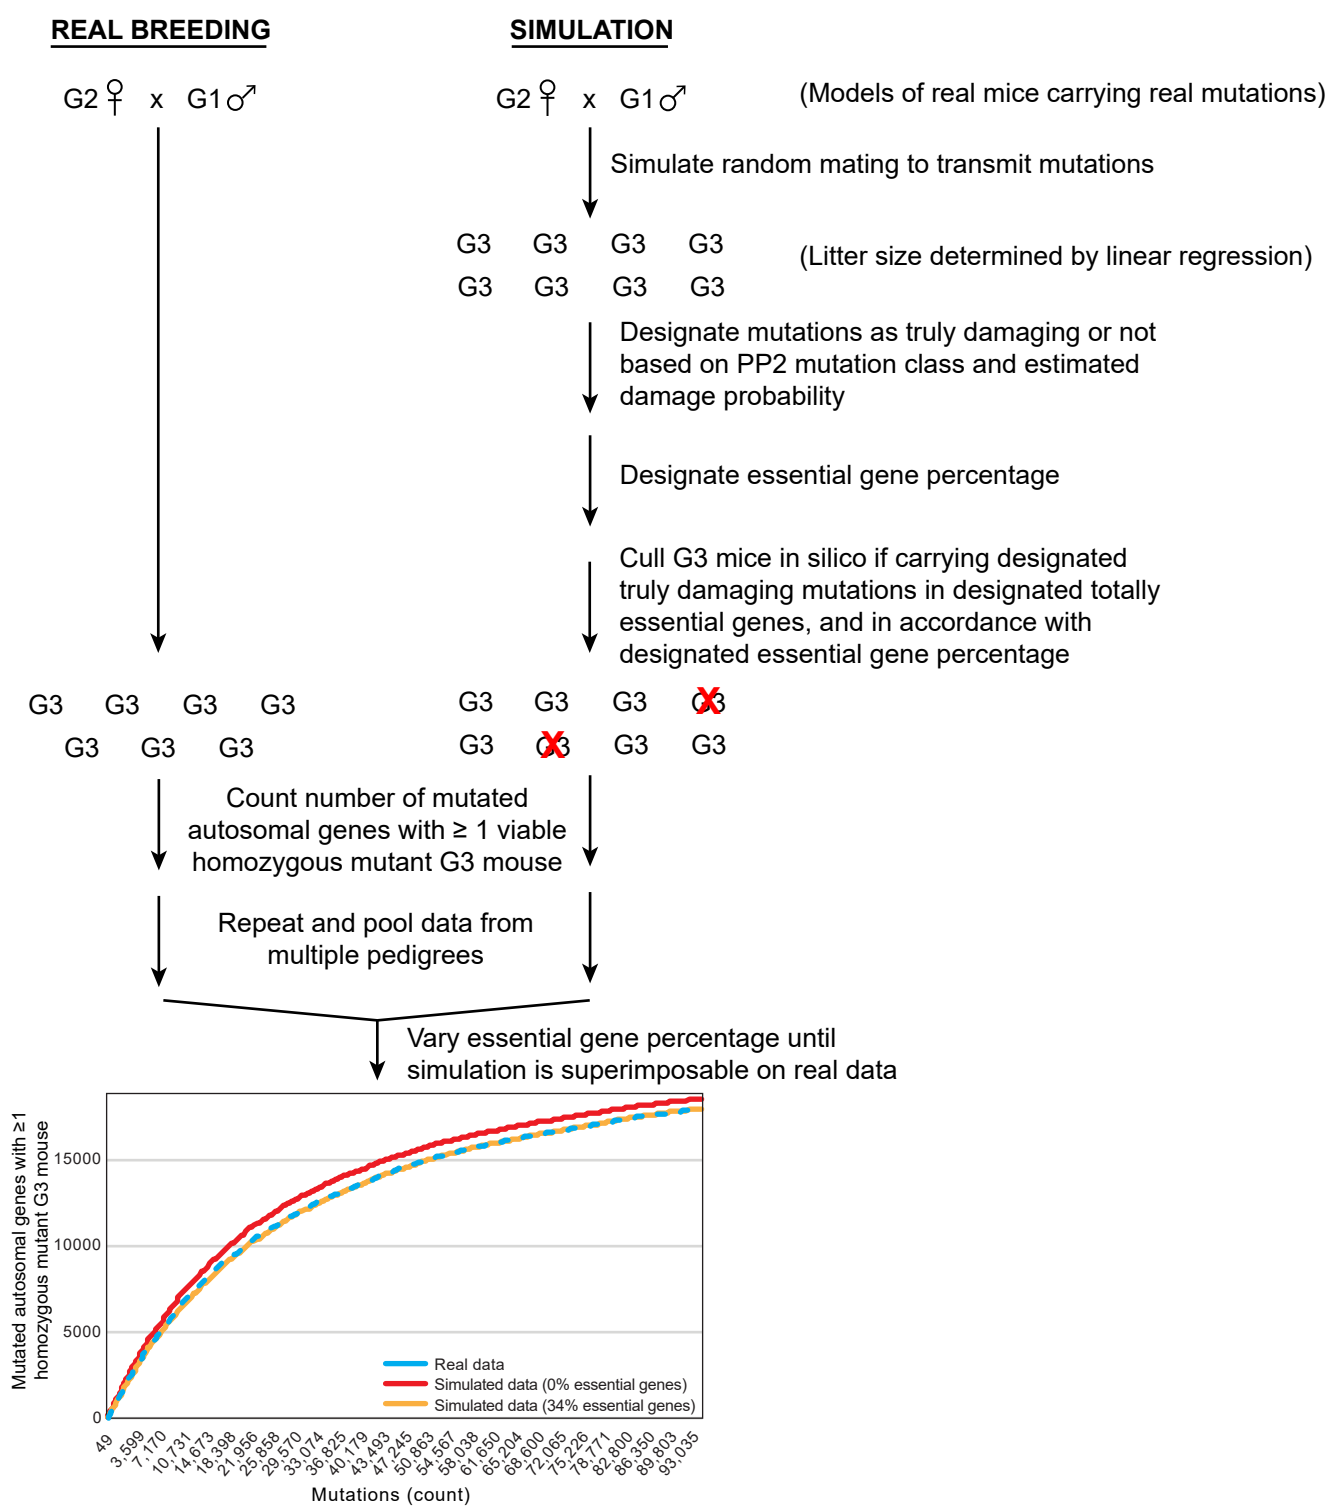 REAL BREEDING
SIMULATION
G2 ♀ x G1 ♂
G2 ♀ x G1 ♂
(Models of real mice carrying real mutations)
Simulate random mating to transmit mutations
G3 G3 G3 G3
G3 G3 G3 G3
(Litter size determined by linear regression)
Designate mutations as truly damaging or not
based on PP2 mutation class and estimated
damage probability
Designate essential gene percentage
Cull G3 mice in silico if carrying designated
truly damaging mutations in designated totally
essential genes, and in accordance with
designated essential gene percentage
G3 G3 G3 G3
G3 G3 G3
G3 G3 G3 G3
G3 G3 G3 G3
Count number of mutated
autosomal genes with ≥ 1 viable
homozygous mutant G3 mouse
Repeat and pool data from
multiple pedigrees
Vary essential gene percentage until
simulation is superimposable on real data
Mutated autosomal genes with ≥1
homozygous mutant G3 mouse
15000
10000
5000
0
Real data
Simulated data (0% essential genes)
Simulated data (34% essential genes)
49
3,599
7,170
10,731
14,673
18,398
21,956
25,858
29,570
33,074
36,825
40,179
43,493
47,245
50,863
54,567
58,038
61,650
65,204
68,600
72,065
75,226
78,771
82,800
86,350
89,803
93,035
Mutations (count)